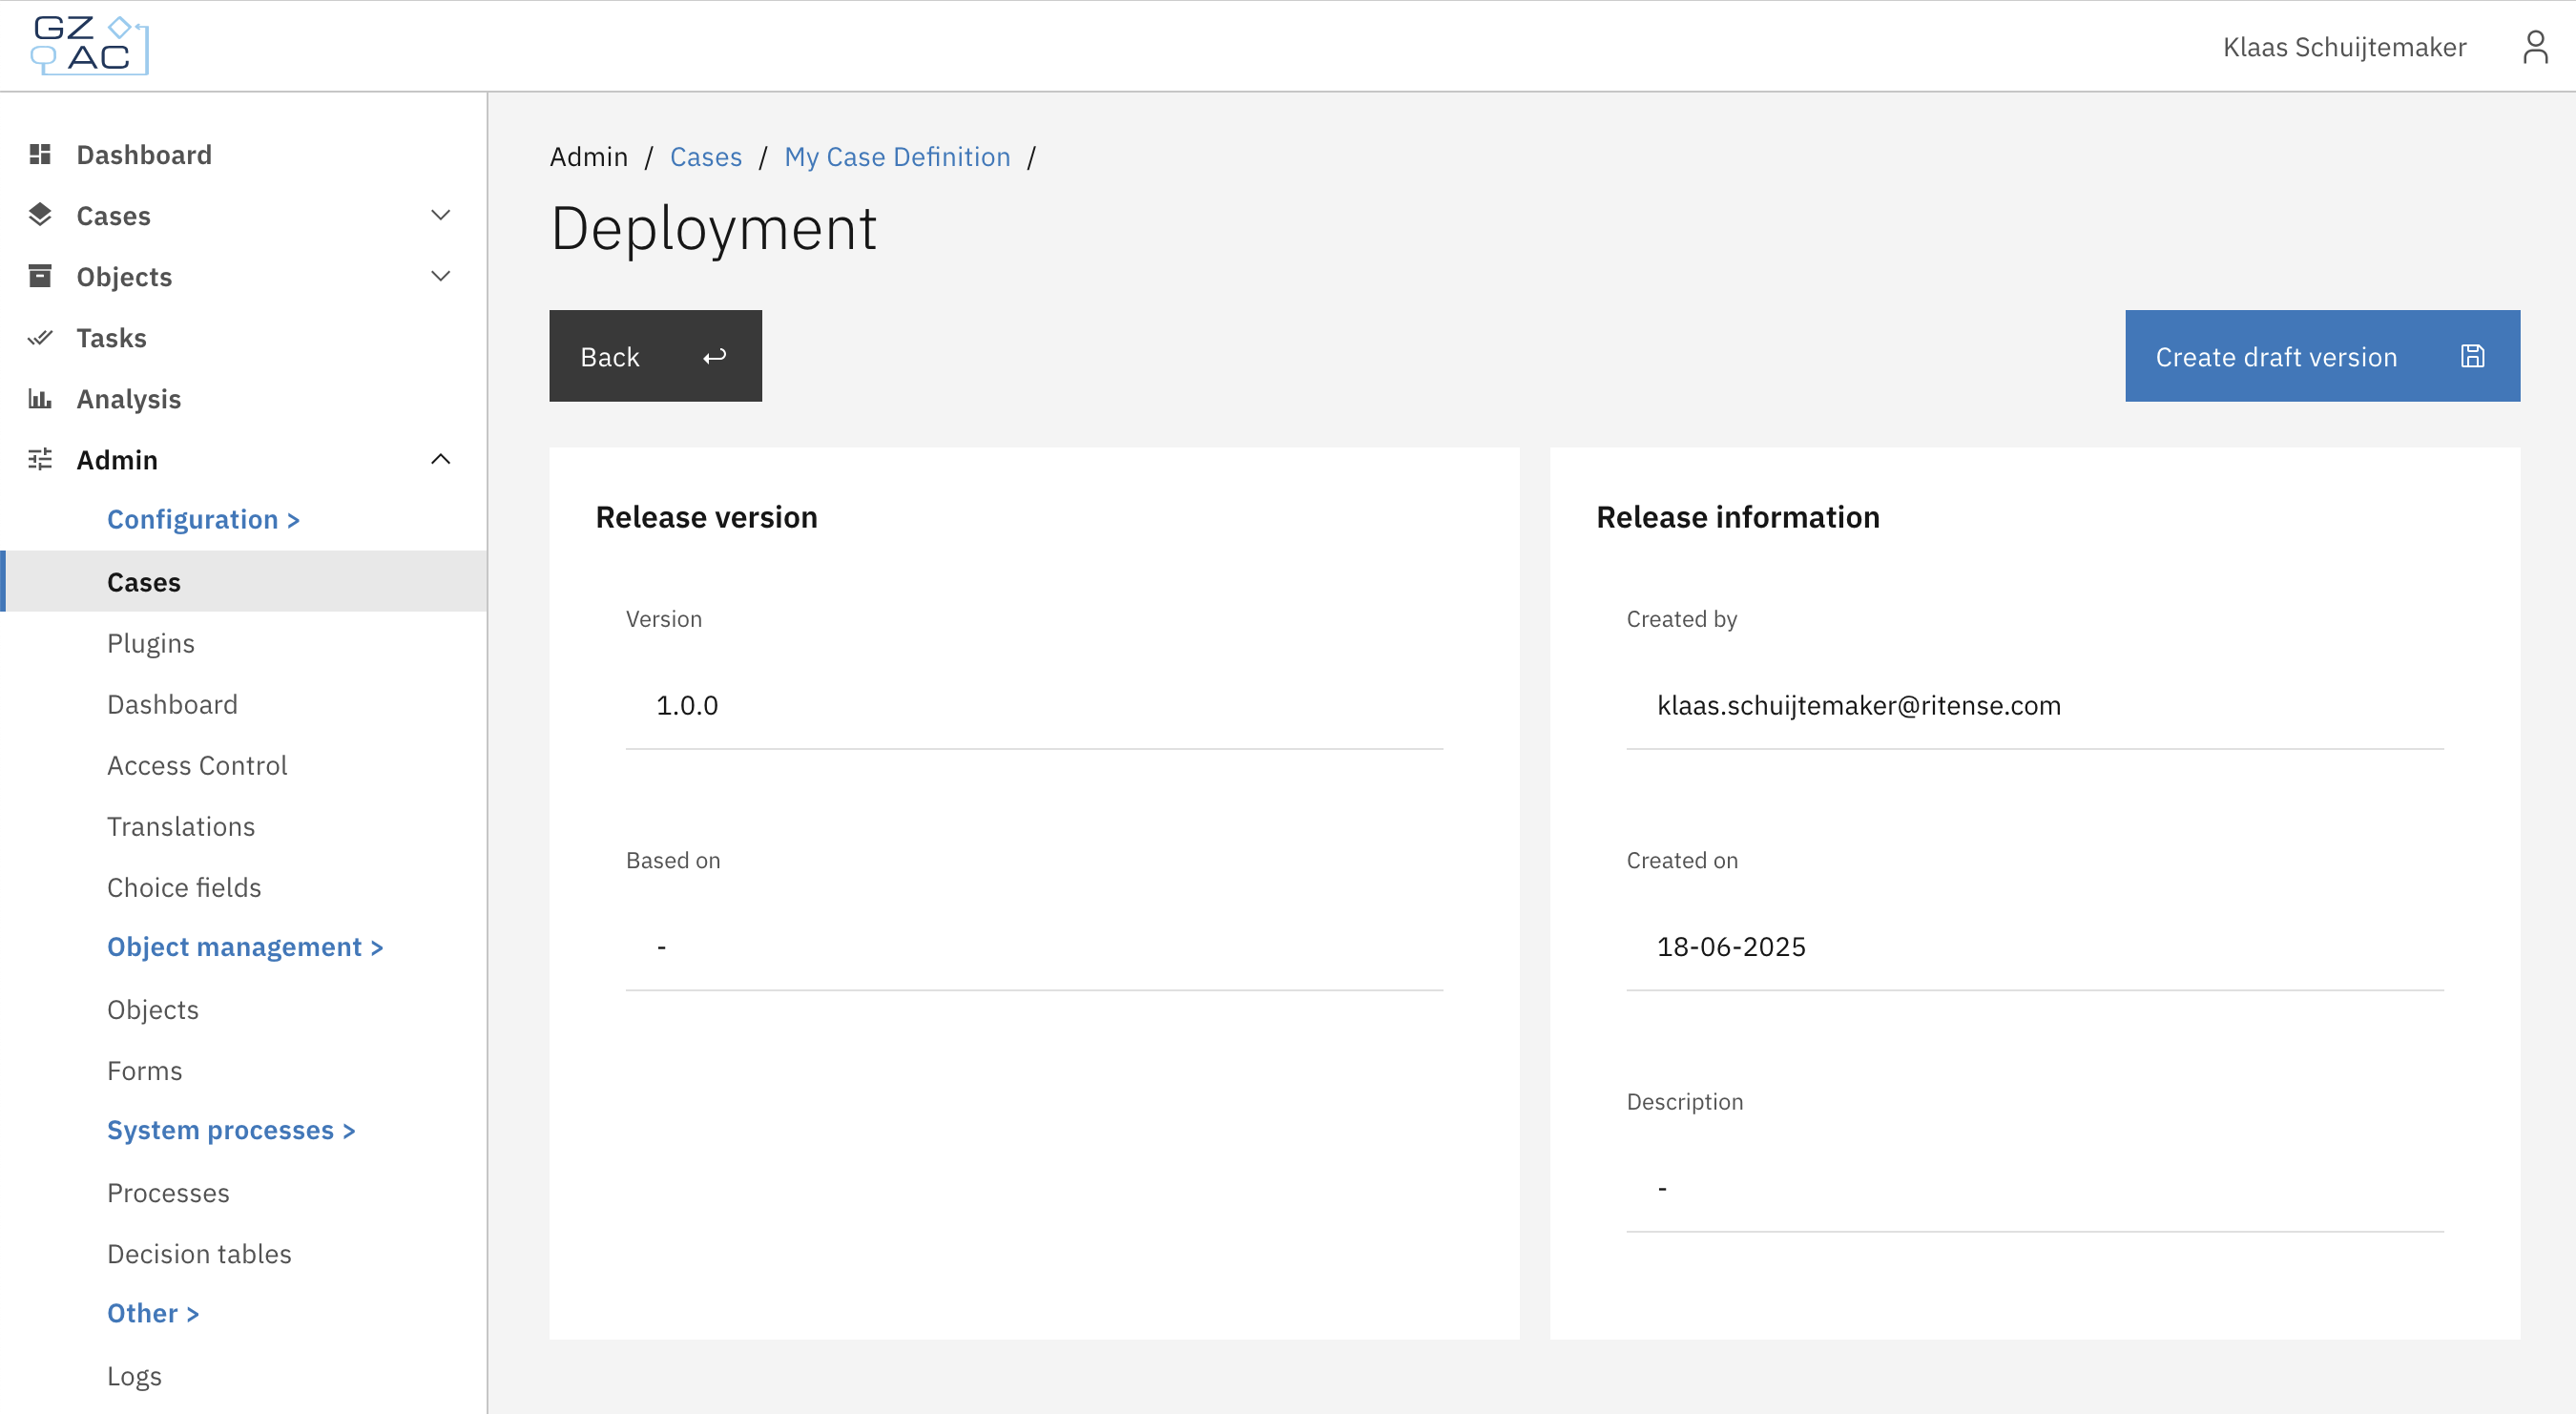 GZ
AC
Klaas Schuijtemaker
Dashboard
Cases
Objects
Tasks
Analysis
Admin
Configuration >
Cases
Plugins
Dashboard
Access Control
Translations
Choice fields
Object management >
Objects
Forms
System processes >
Processes
Decision tables
Other >
Logs
Admin / Cases / My Case Definition /
Deployment
Back
Create draft version
Release version
Version
1.0.0
Based on
-
Release information
Created by
klaas.schuijtemaker@ritense.com
Created on
18-06-2025
Description
-